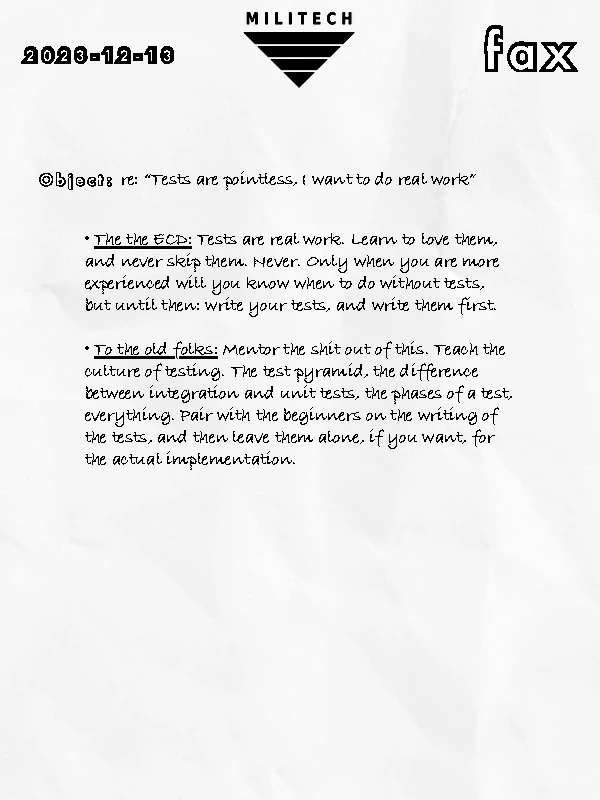 MILITECH
2023-12-13
fax
Object: re: "Tests are pointless, I want to do real work"
• The the ECD: Tests are real work. Learn to love them,
and never skip them. Never. Only when you are more
experienced will you know when to do without tests,
but until then: write your tests, and write them first.
• To the old folks: Mentor the shit out of this. Teach the
culture of testing. The test pyramid, the difference
between integration and unit tests, the phases of a test,
everything. Pair with the beginners on the writing of
the tests, and then leave them alone, if you want, for
the actual implementation.